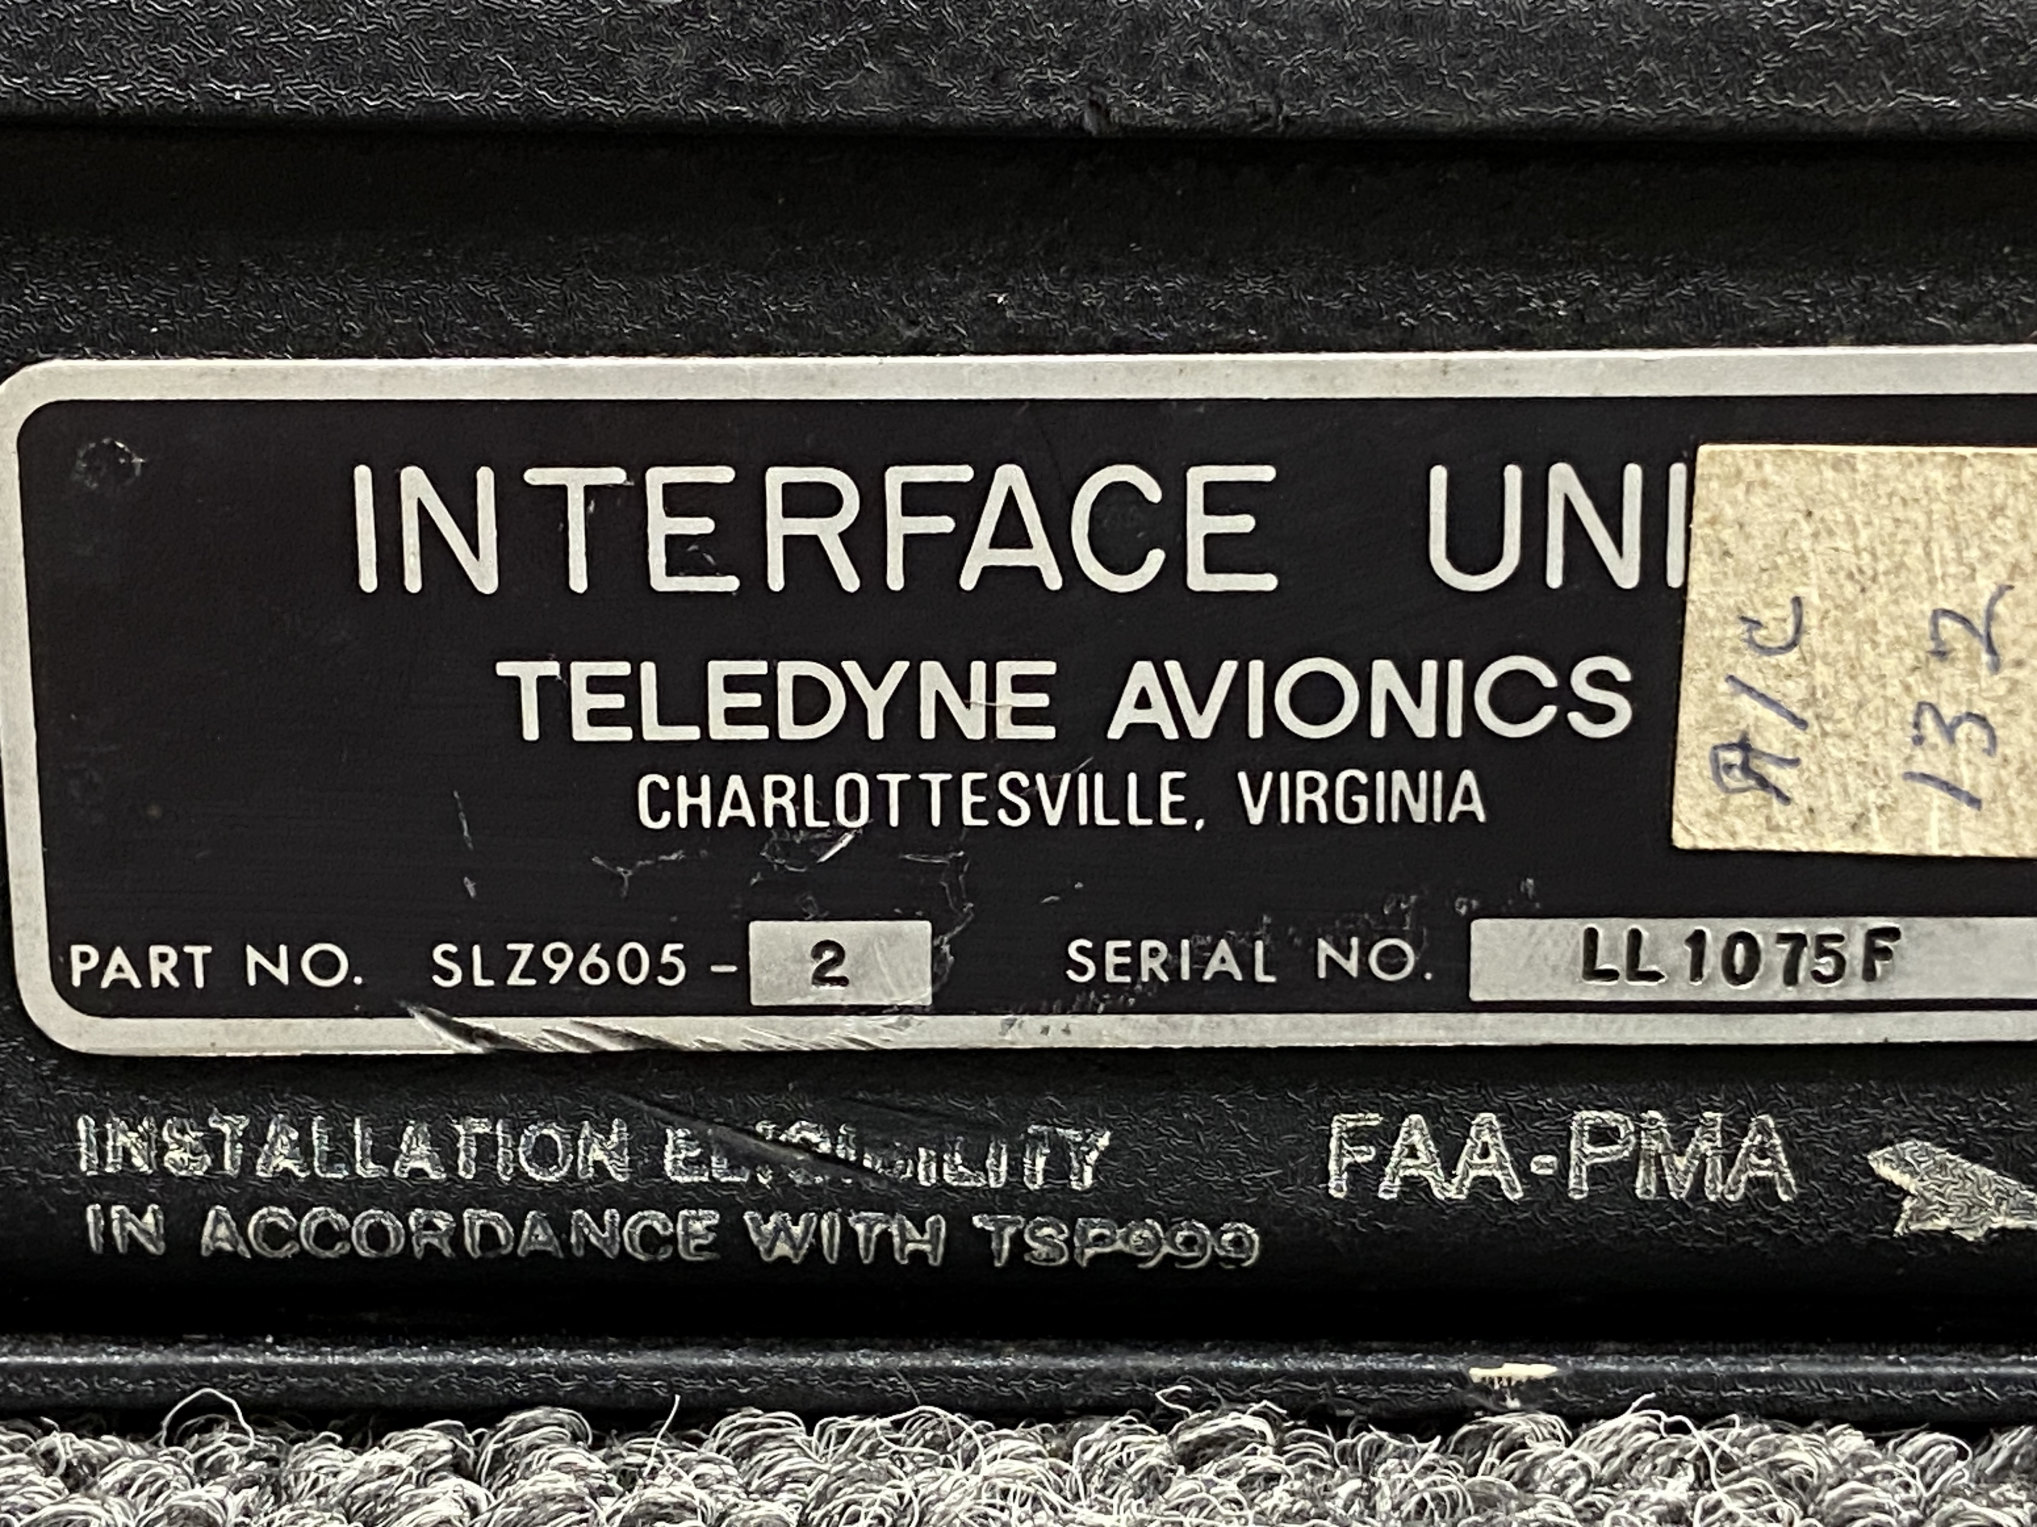 INTERFACE UNI
TELEDYNE AVIONICS
CHARLOTTESVILLE, VIRGINIA
PART NO. SLZ9605-2 SERIAL NO. LL1075F
A/C
132
INSTALLATION ELIGIBILITY FAA-PMA
IN ACCORDANCE WITH TSP999